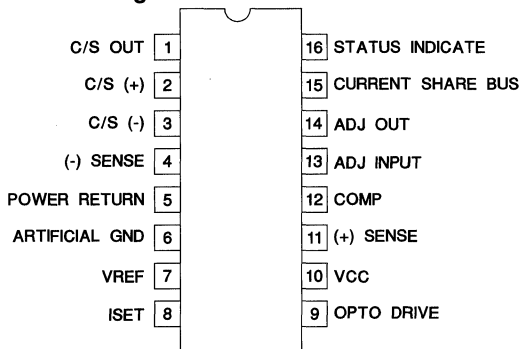 C/S OUT 1 16 STATUS INDICATE
C/S (+) 2 15 CURRENT SHARE BUS
C/S (-) 3 14 ADJ OUT
(-) SENSE 4 13 ADJ INPUT
POWER RETURN 5 12 COMP
ARTIFICIAL GND 6 11 (+) SENSE
VREF 7 10 VCC
ISET 8 9 OPTO DRIVE